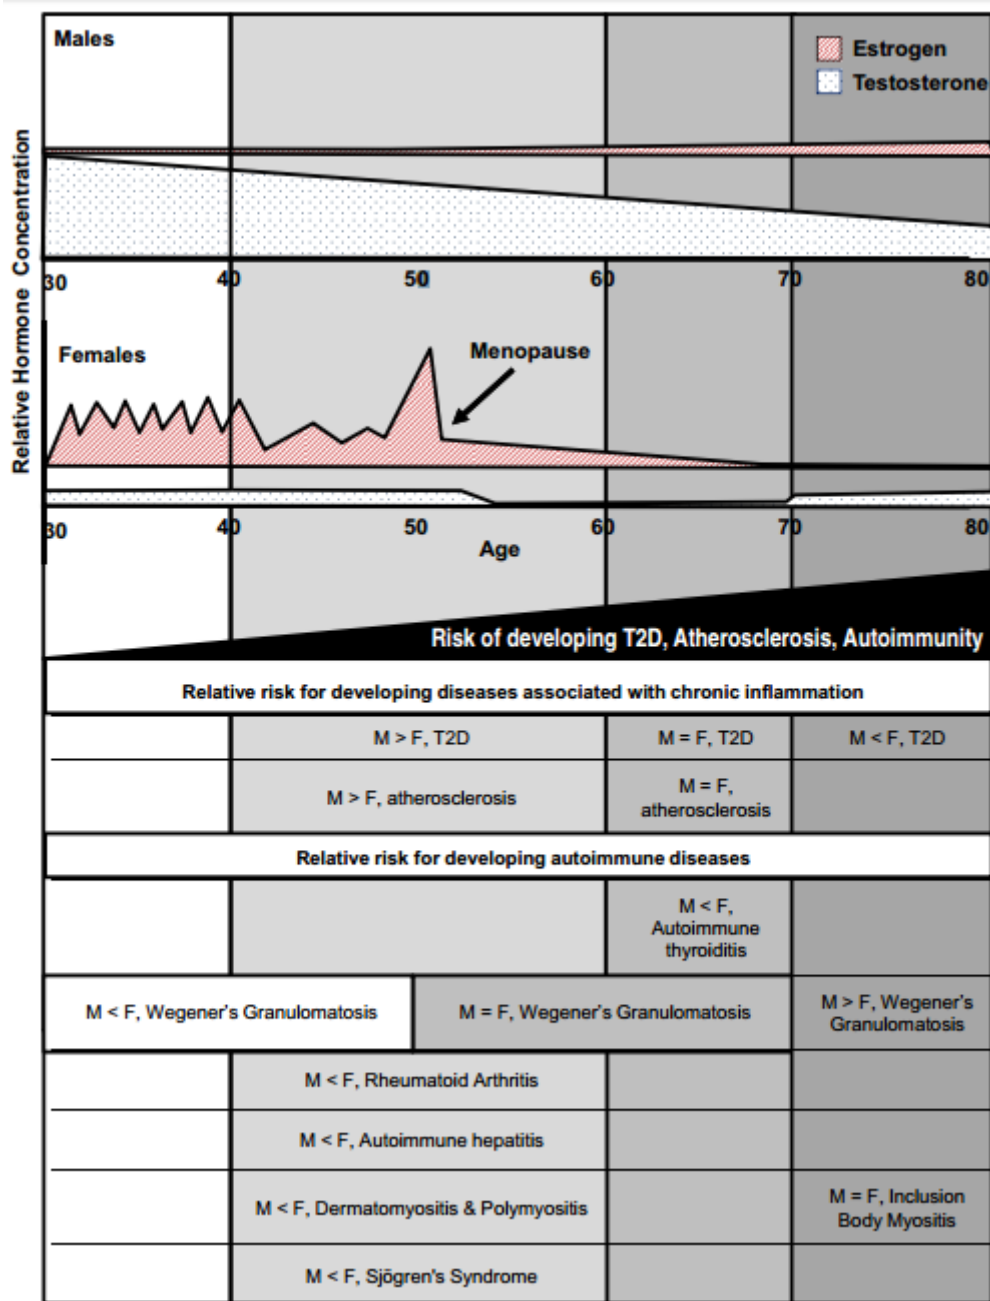 Males
Estrogen
Testosterone
Relative Hormone Concentration
30 40 50 60 70 80
Females
Menopause
30 40 50 60 70 80
Age
Risk of developing T2D, Atherosclerosis, Autoimmunity
Relative risk for developing diseases associated with chronic inflammation
M > F, T2D
M = F, T2D
M < F, T2D
M > F, atherosclerosis
M = F,
atherosclerosis
Relative risk for developing autoimmune diseases
M < F,
Autoimmune
thyroiditis
M < F, Wegener's Granulomatosis
M = F, Wegener's Granulomatosis
M > F, Wegener's
Granulomatosis
M < F, Rheumatoid Arthritis
M < F, Autoimmune hepatitis
M < F, Dermatomyositis & Polymyositis
M = F, Inclusion
Body Myositis
M < F, Sjögren's Syndrome